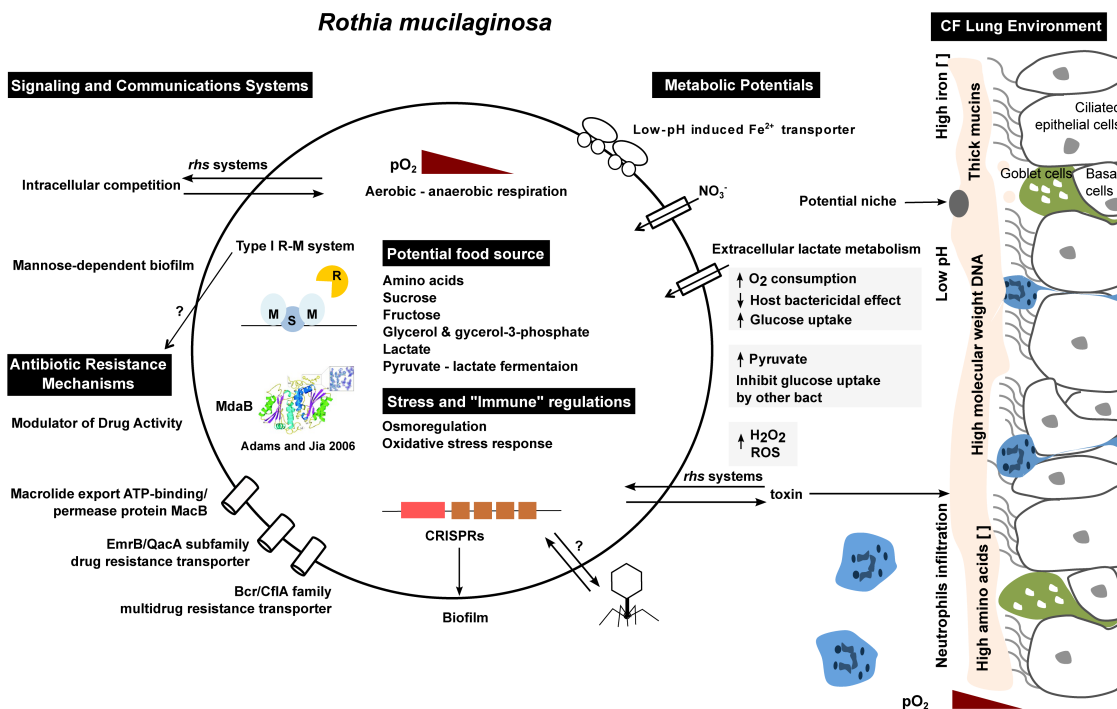 Rothia mucilaginosa
CF Lung Environment
Signaling and Communications Systems
Metabolic Potentials
Low-pH induced Fe²⁺ transporter
rhs systems
Intracellular competition
pO₂
Aerobic - anaerobic respiration
NO₃⁻
Potential niche
Type I R-M system
Mannose-dependent biofilm
?
R
M
S
M
Potential food source
Amino acids
Sucrose
Fructose
Glycerol & gycerol-3-phosphate
Lactate
Pyruvate - lactate fermentaion
Extracellular lactate metabolism
↑ O₂ consumption
↓ Host bactericidal effect
↑ Glucose uptake
↑ Pyruvate
Inhibit glucose uptake
by other bact
↑ H₂O₂
ROS
Antibiotic Resistance
Mechanisms
Modulator of Drug Activity
MdaB
Adams and Jia 2006
Stress and "Immune" regulations
Osmoregulation
Oxidative stress response
rhs systems
toxin
Macrolide export ATP-binding/
permease protein MacB
EmrB/QacA subfamily
drug resistance transporter
Bcr/CflA family
multidrug resistance transporter
CRISPRs
?
Biofilm
High iron [ ]
Thick mucins
Ciliated
epithelial cells
Goblet cells
Basa
cells
Low pH
High molecular weight DNA
Neutrophils infiltration
High amino acids [ ]
pO₂